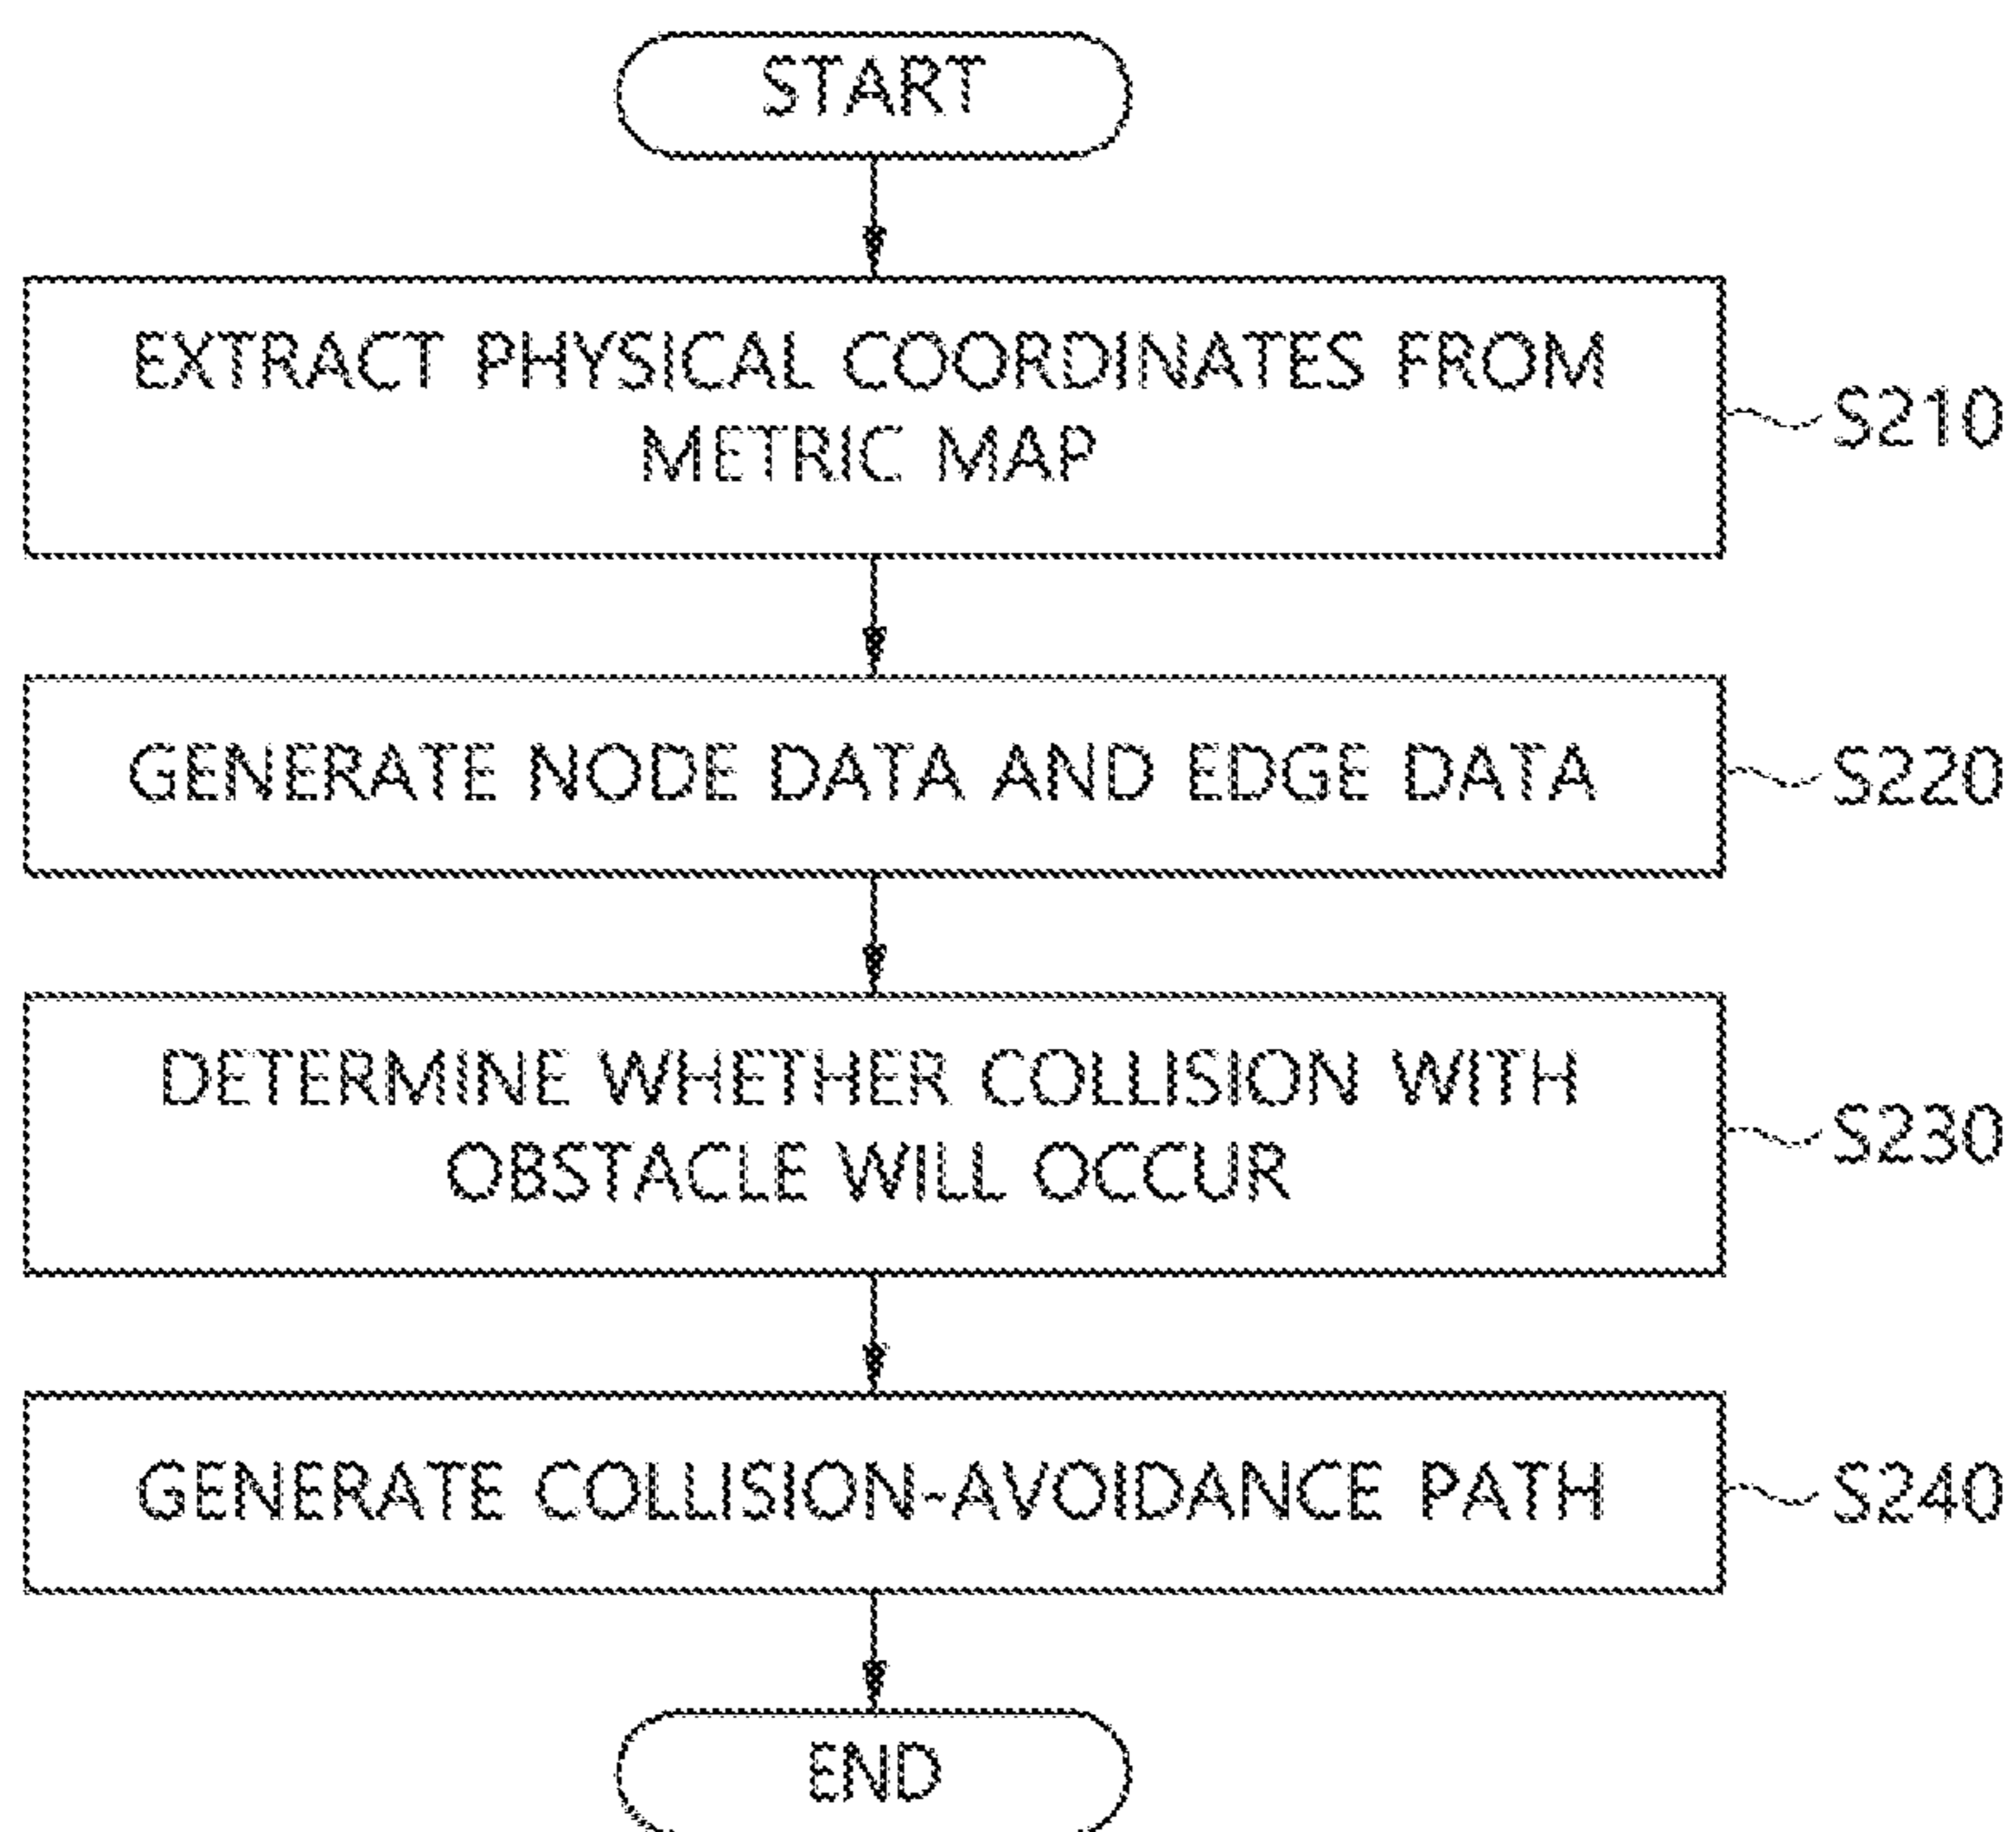 START
EXTRACT PHYSICAL COORDINATES FROM
METRIC MAP
S210
GENERATE NODE DATA AND EDGE DATA
S220
DETERMINE WHETHER COLLISION WITH
OBSTACLE WILL OCCUR
S230
GENERATE COLLISION-AVOIDANCE PATH
S240
END